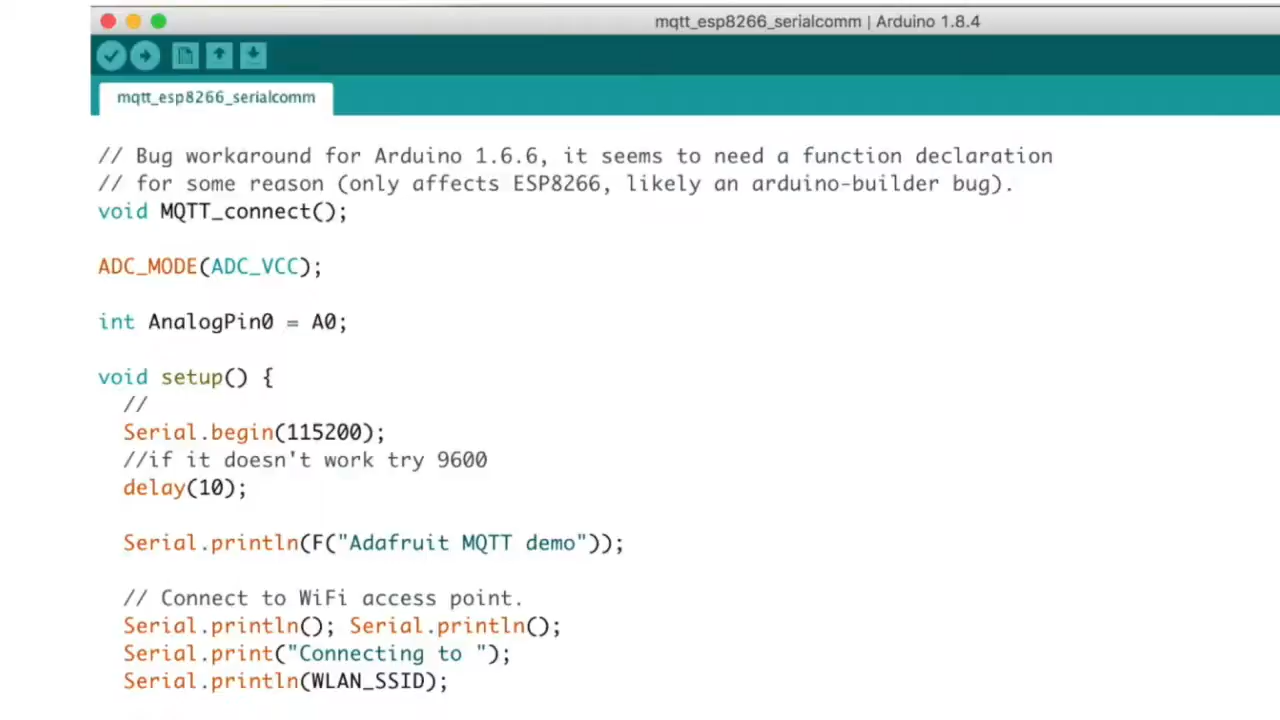 mqtt_esp8266_serialcomm | Arduino 1.8.4
mqtt_esp8266_serialcomm
// Bug workaround for Arduino 1.6.6, it seems to need a function declaration
// for some reason (only affects ESP8266, likely an arduino-builder bug).
void MQTT_connect();
ADC_MODE(ADC_VCC);
int AnalogPin0 = A0;
void setup() {
  //
  Serial.begin(115200);
  //if it doesn't work try 9600
  delay(10);
  Serial.println(F("Adafruit MQTT demo"));
  // Connect to WiFi access point.
  Serial.println(); Serial.println();
  Serial.print("Connecting to ");
  Serial.println(WLAN_SSID);